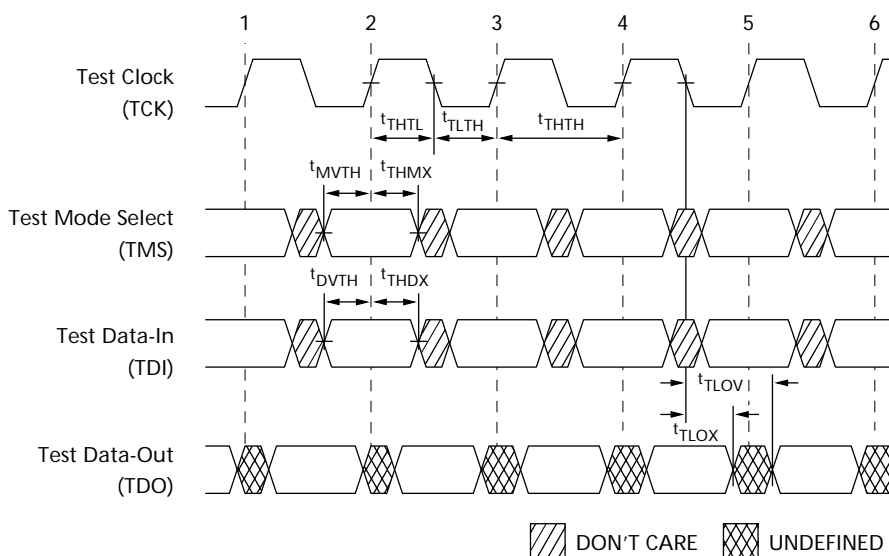 1 2 3 4 5 6
Test Clock
(TCK)
tTHTL tTLTH tTHTH
tMVTH tTHMX
Test Mode Select
(TMS)
tDVTH tTHDX
Test Data-In
(TDI)
tTLOV
tTLOX
Test Data-Out
(TDO)
DON'T CARE UNDEFINED